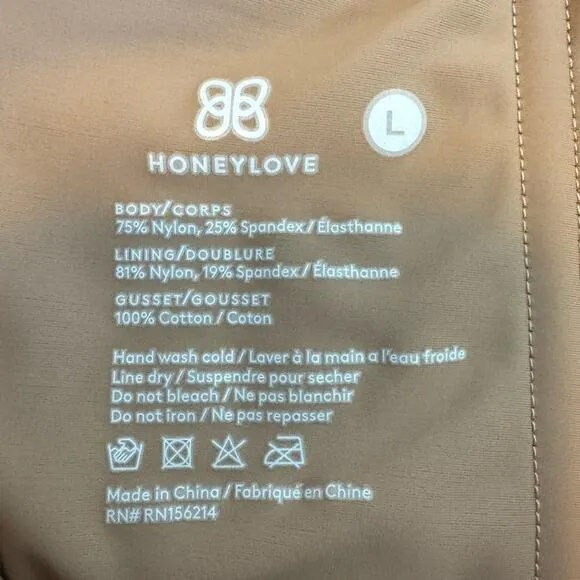 L
HONEYLOVE
BODY/CORPS
75% Nylon, 25% Spandex/Élasthanne
LINING/DOUBLURE
81% Nylon, 19% Spandex/Élasthanne
GUSSET/GOUSSET
100% Cotton/Coton
Hand wash cold/Laver à la main a l'eau froide
Line dry/Suspendre pour secher
Do not bleach/Ne pas blanchir
Do not iron/Ne pas repasser
Made in China/Fabriqué en Chine
RN# RN156214